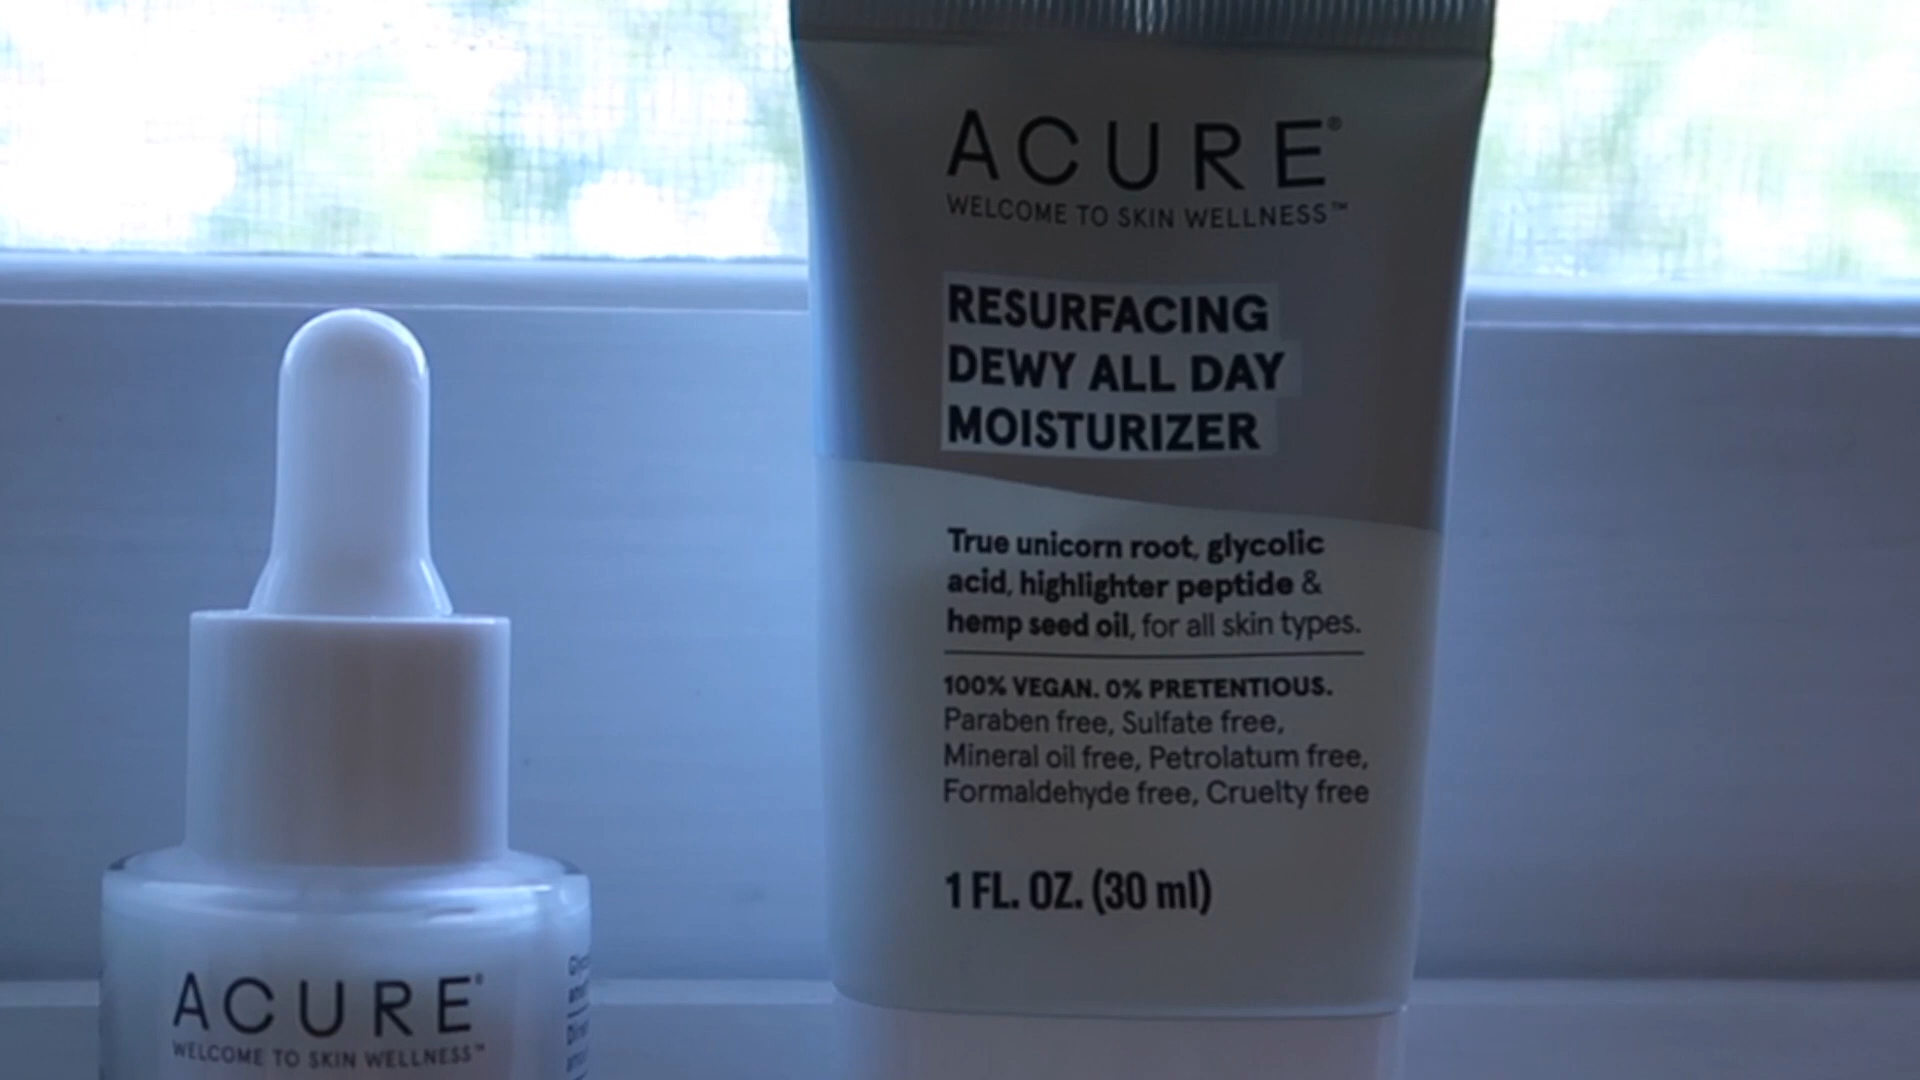 ACURE®
WELCOME TO SKIN WELLNESS™
RESURFACING
DEWY ALL DAY
MOISTURIZER
True unicorn root, glycolic
acid, highlighter peptide &
hemp seed oil, for all skin types.
100% VEGAN. 0% PRETENTIOUS.
Paraben free, Sulfate free,
Mineral oil free, Petrolatum free,
Formaldehyde free, Cruelty free
1 FL. OZ. (30 ml)
ACURE®
WELCOME TO SKIN WELLNESS™